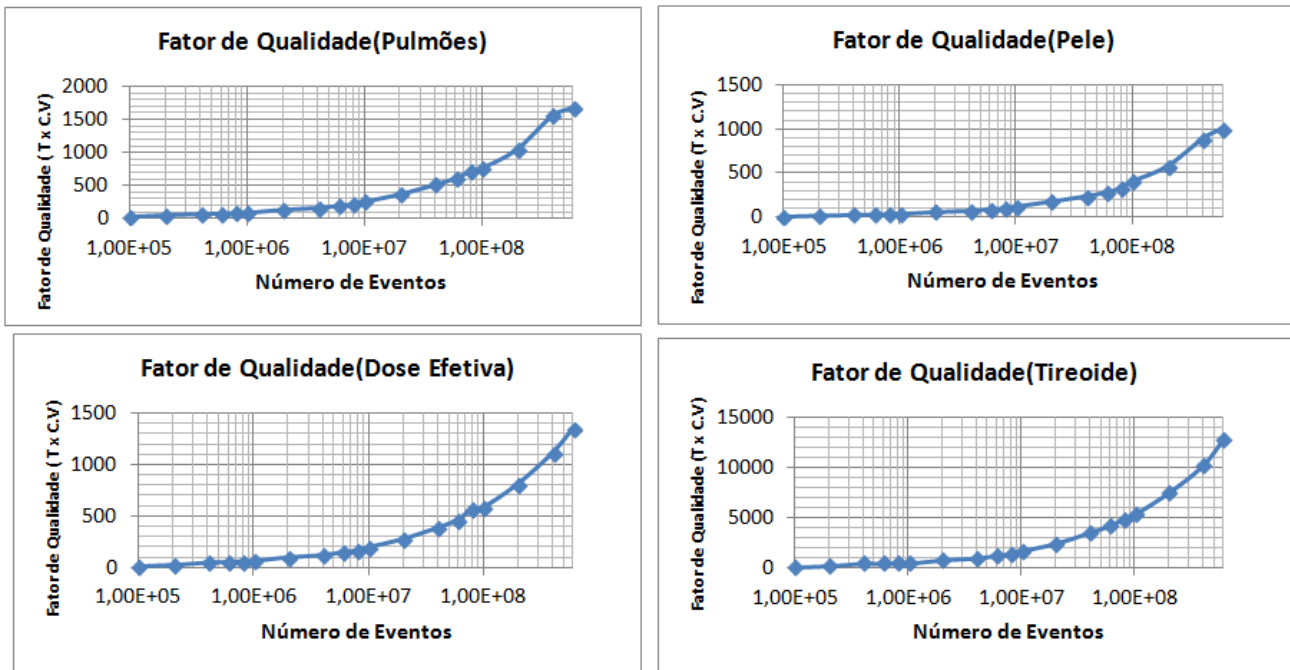 Fator de Qualidade(Pulmões)
Fator de Qualidade ( T x C.V)
2000
1500
1000
500
0
1,00E+05 1,00E+06 1,00E+07 1,00E+08
Número de Eventos
Fator de Qualidade(Pele)
Fator de Qualidade (T x C.V)
1500
1000
500
0
1,00E+05 1,00E+06 1,00E+07 1,00E+08
Número de Eventos
Fator de Qualidade(Dose Efetiva)
Fator de Qualidade (T x C.V)
1500
1000
500
0
1,00E+05 1,00E+06 1,00E+07 1,00E+08
Número de Eventos
Fator de Qualidade(Tireoide)
Fator de Qualidade (T x C.V)
15000
10000
5000
0
1,00E+05 1,00E+06 1,00E+07 1,00E+08
Número de Eventos